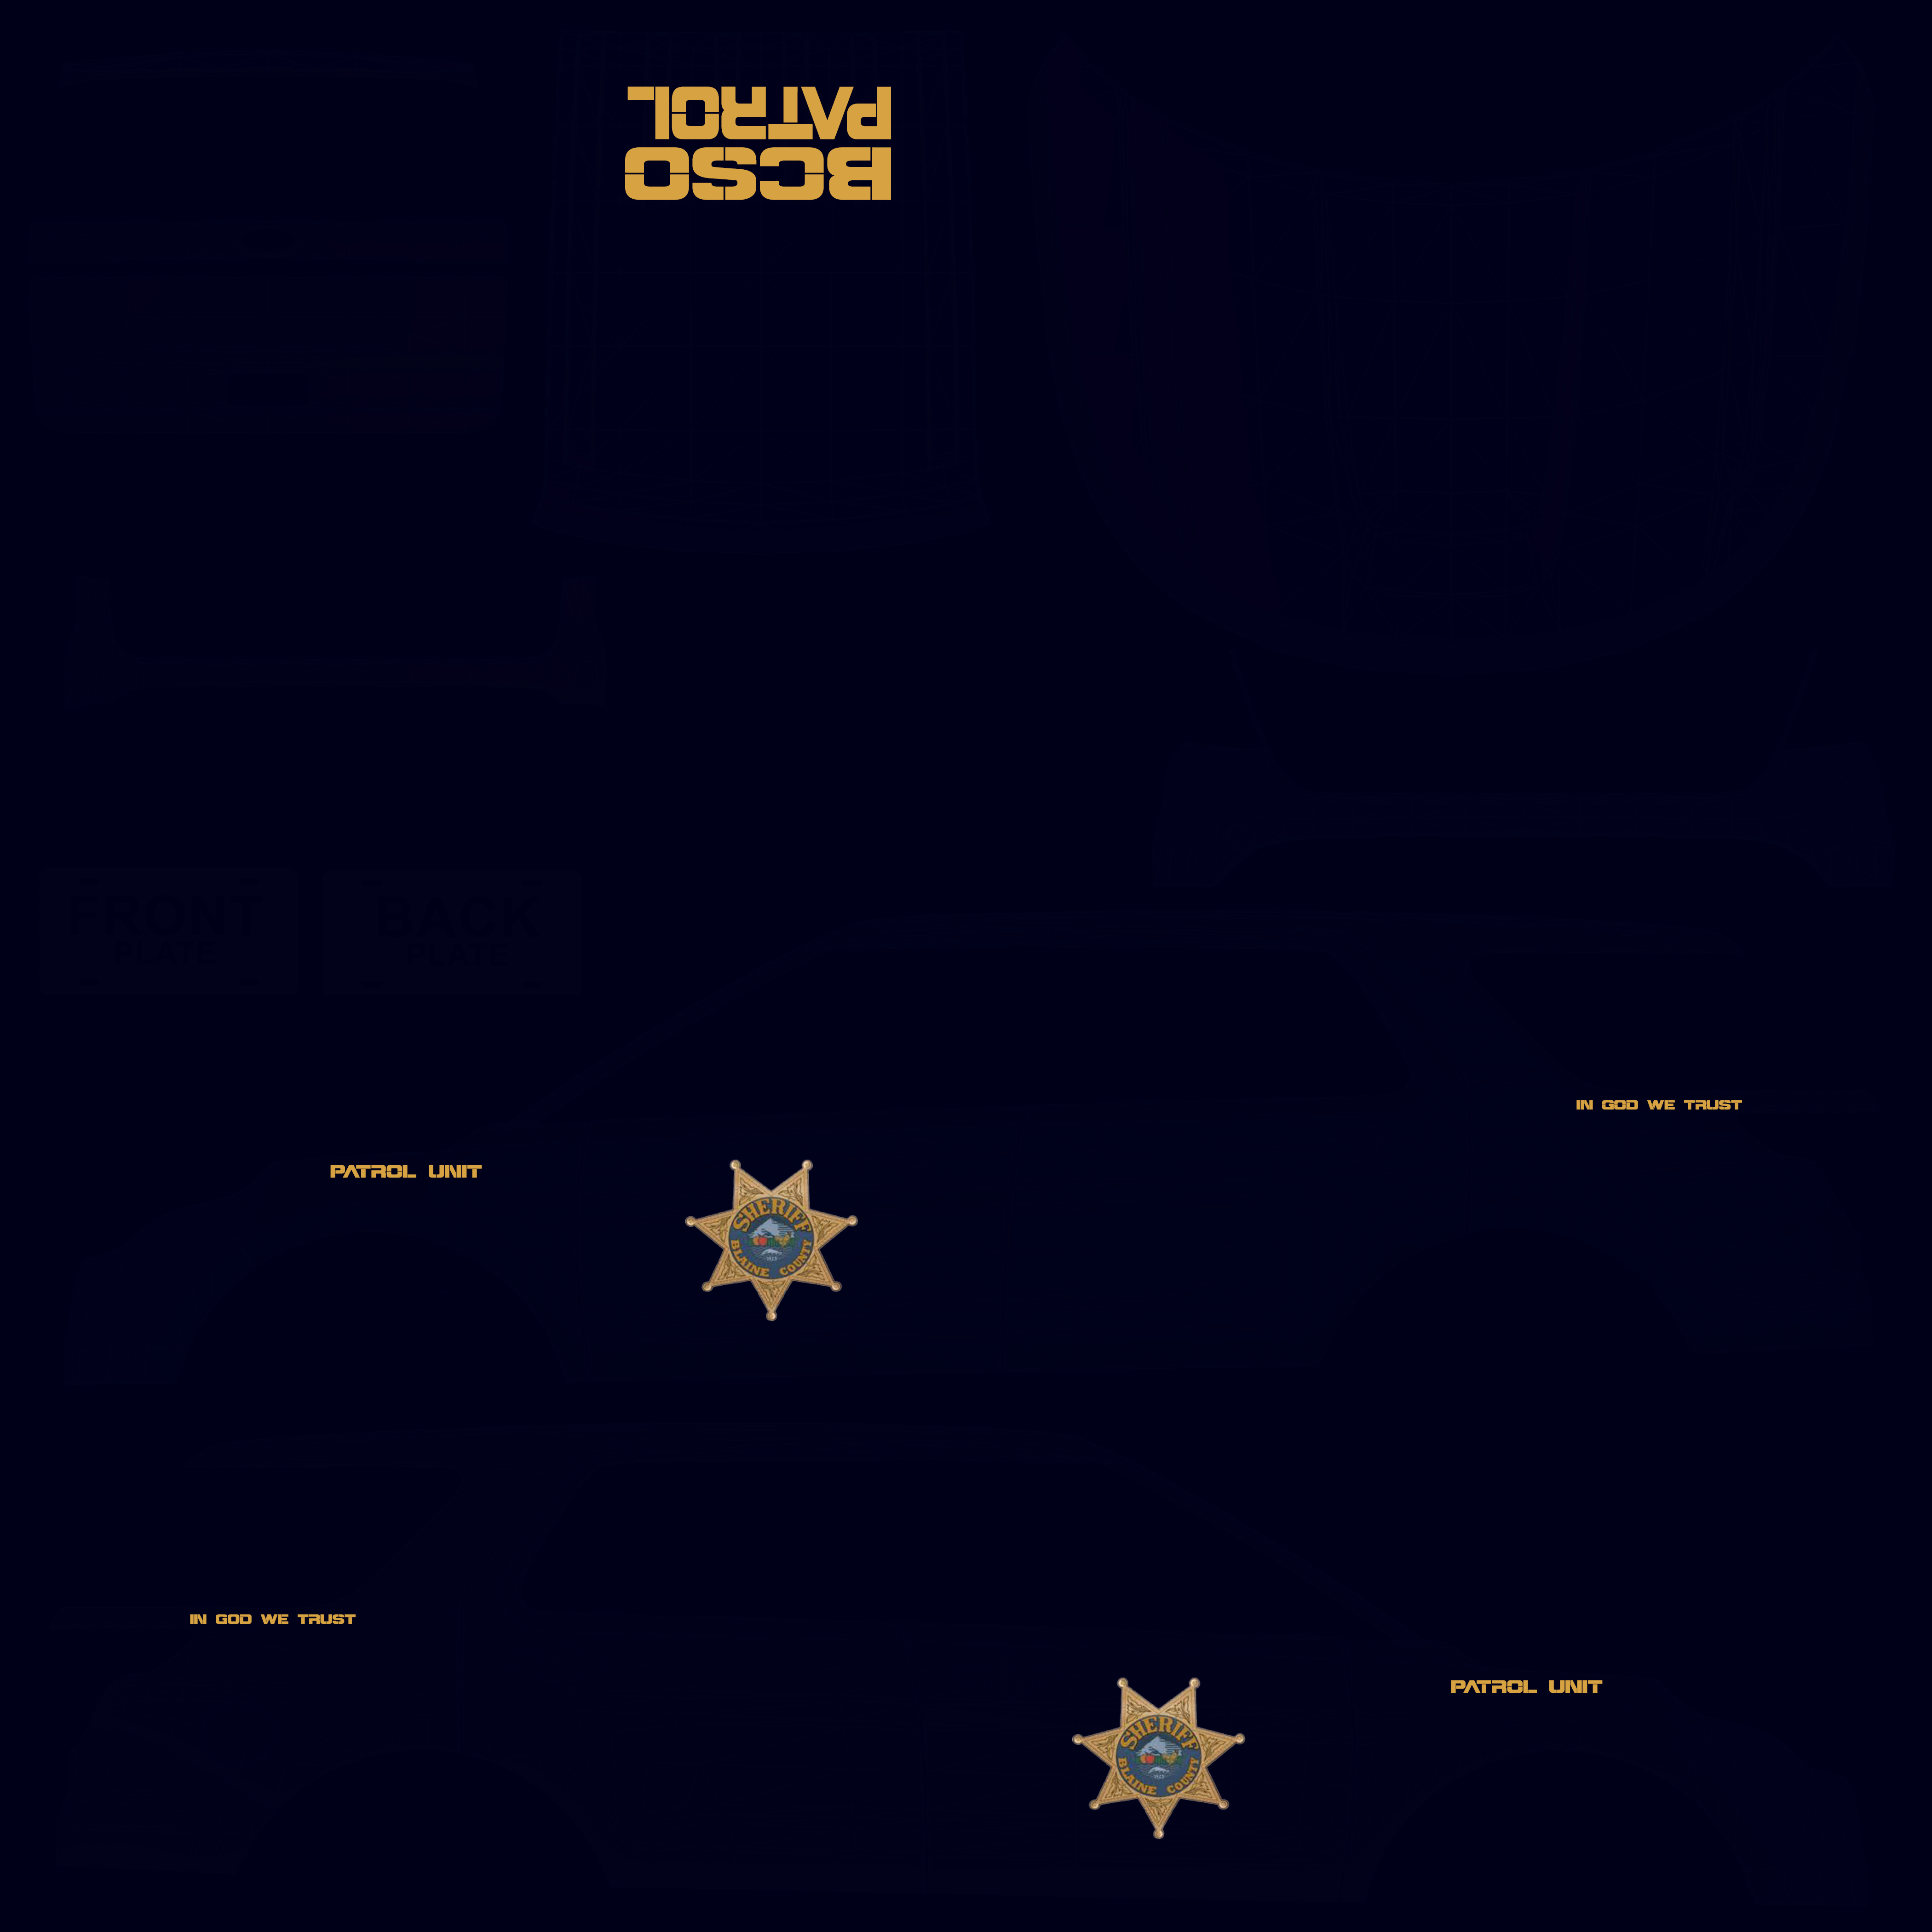 PATROL
BCSO
FRONT
PLATE
BACK
PLATE
IN GOD WE TRUST
PATROL UNIT
SHERIFF
BLAINE COUNTY
IN GOD WE TRUST
PATROL UNIT
SHERIFF
BLAINE COUNTY